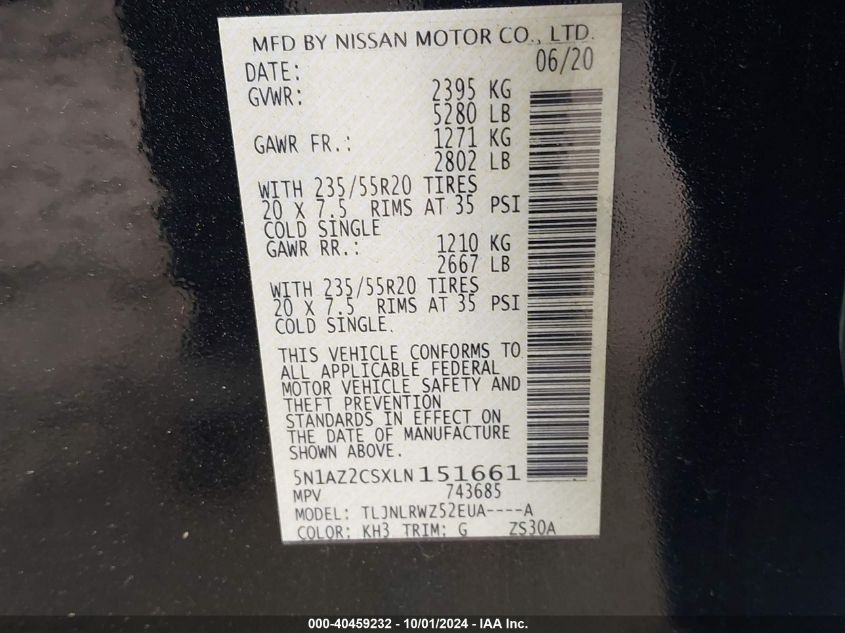 MFD BY NISSAN MOTOR CO., LTD.
DATE: 06/20
GVWR: 2395 KG
5280 LB
GAWR FR.: 1271 KG
2802 LB
WITH 235/55R20 TIRES
20 X 7.5 RIMS AT 35 PSI
COLD SINGLE
GAWR RR.: 1210 KG
2667 LB
WITH 235/55R20 TIRES
20 X 7.5 RIMS AT 35 PSI
COLD SINGLE.
THIS VEHICLE CONFORMS TO
ALL APPLICABLE FEDERAL
MOTOR VEHICLE SAFETY AND
THEFT PREVENTION
STANDARDS IN EFFECT ON
THE DATE OF MANUFACTURE
SHOWN ABOVE.
5N1AZ2CSXLN151661
MPV 743685
MODEL: TLJNLRWZ52EUA----A
COLOR: KH3 TRIM: G ZS30A
000-40459232 - 10/01/2024 - IAA Inc.